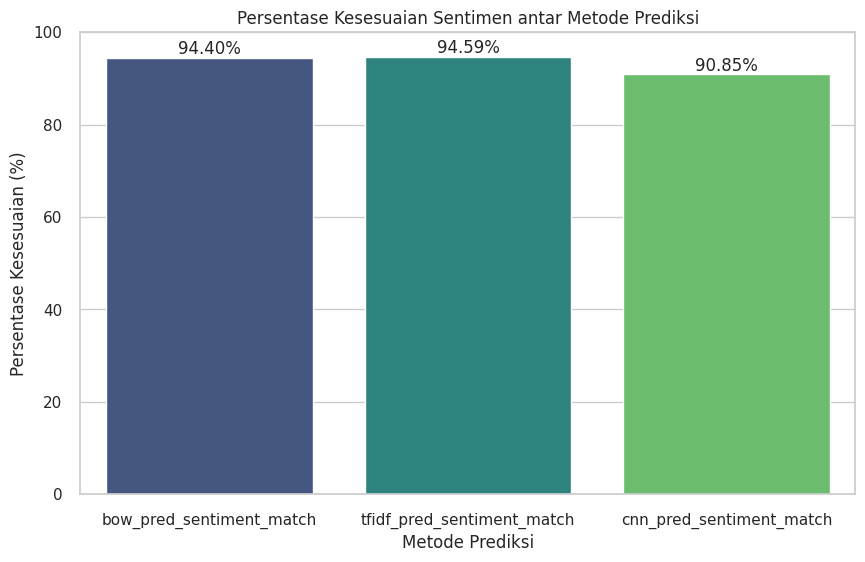 Persentase Kesesuaian Sentimen antar Metode Prediksi
100
80
60
40
20
0
Persentase Kesesuaian (%)
94.40%
94.59%
90.85%
bow_pred_sentiment_match
tfidf_pred_sentiment_match
cnn_pred_sentiment_match
Metode Prediksi